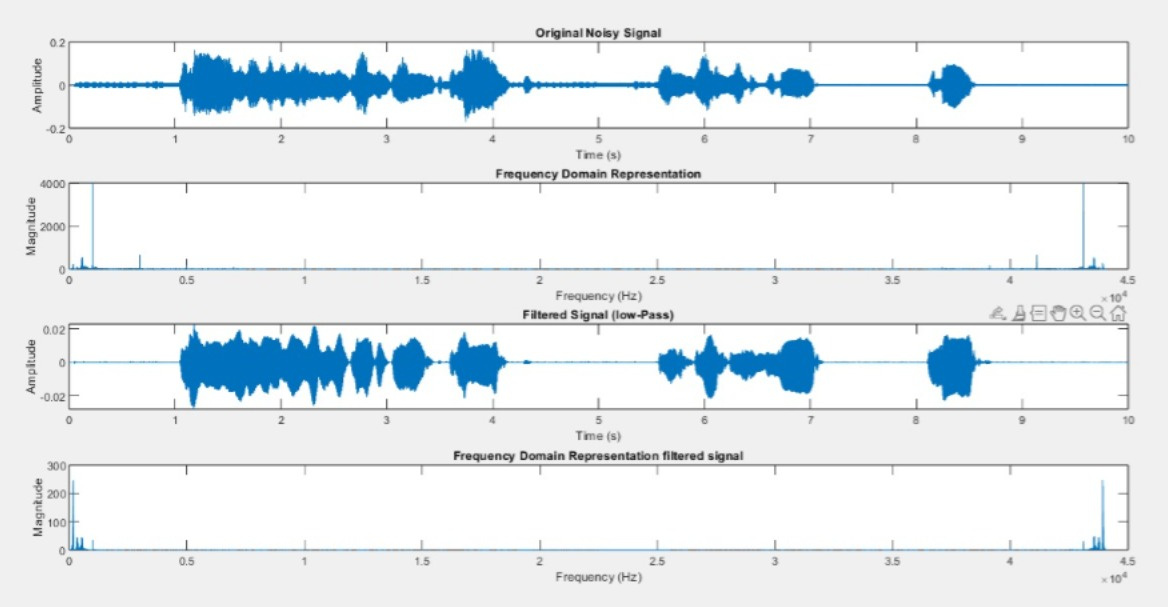 Original Noisy Signal
0.2
0
-0.2
Amplitude
0 1 2 3 4 5 6 7 8 9 10
Time (s)
Frequency Domain Representation
4000
2000
0
Magnitude
0 0.5 1 1.5 2 2.5 3 3.5 4 4.5
Frequency (Hz)
×10^4
Filtered Signal (low-Pass)
0.02
0
-0.02
Amplitude
0 1 2 3 4 5 6 7 8 9 10
Time (s)
Frequency Domain Representation filtered signal
300
200
100
0
Magnitude
0 0.5 1 1.5 2 2.5 3 3.5 4 4.5
Frequency (Hz)
×10^4